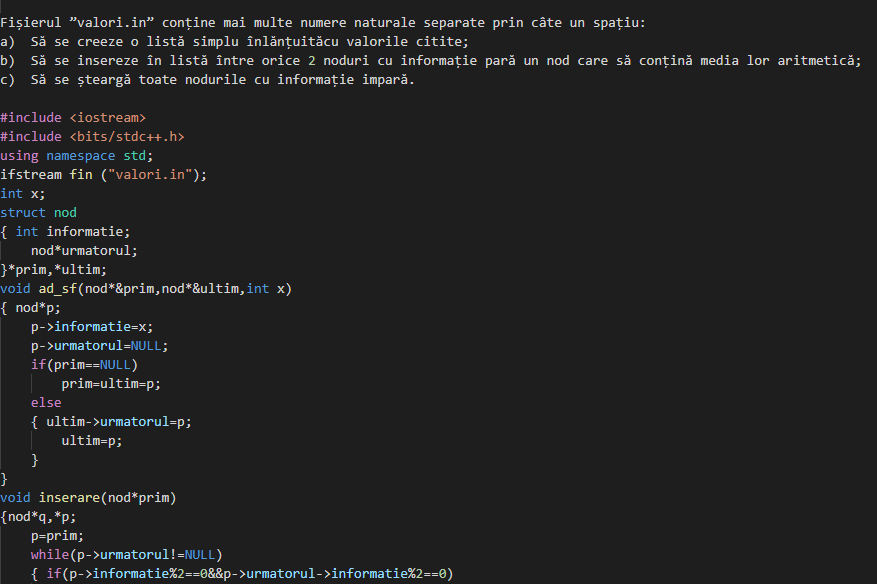 Fișierul ”valori.in” conține mai multe numere naturale separate prin câte un spațiu:
a)  Să se creeze o listă simplu înlănțuităcu valorile citite;
b)  Să se insereze în listă între orice 2 noduri cu informație pară un nod care să conțină media lor aritmetică;
c)  Să se șteargă toate nodurile cu informație impară.

#include <iostream>
#include <bits/stdc++.h>
using namespace std;
ifstream fin ("valori.in");
int x;
struct nod
{ int informatie;
    nod*urmatorul;
}*prim,*ultim;
void ad_sf(nod*&prim,nod*&ultim,int x)
{ nod*p;
    p->informatie=x;
    p->urmatorul=NULL;
    if(prim==NULL)
        prim=ultim=p;
    else
    { ultim->urmatorul=p;
        ultim=p;
    }
}
void inserare(nod*prim)
{nod*q,*p;
    p=prim;
    while(p->urmatorul!=NULL)
    { if(p->informatie%2==0&&p->urmatorul->informatie%2==0)